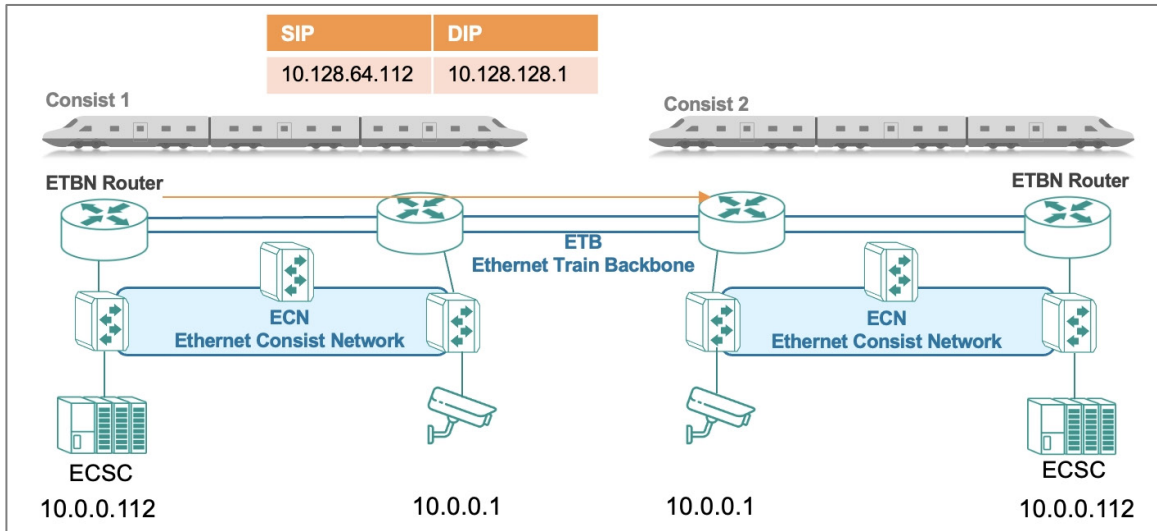 SIP DIP
10.128.64.112 10.128.128.1
Consist 1
Consist 2
ETBN Router
ETBN Router
ETB
Ethernet Train Backbone
ECN
Ethernet Consist Network
ECN
Ethernet Consist Network
ECSC
ECSC
10.0.0.112
10.0.0.1
10.0.0.1
10.0.0.112